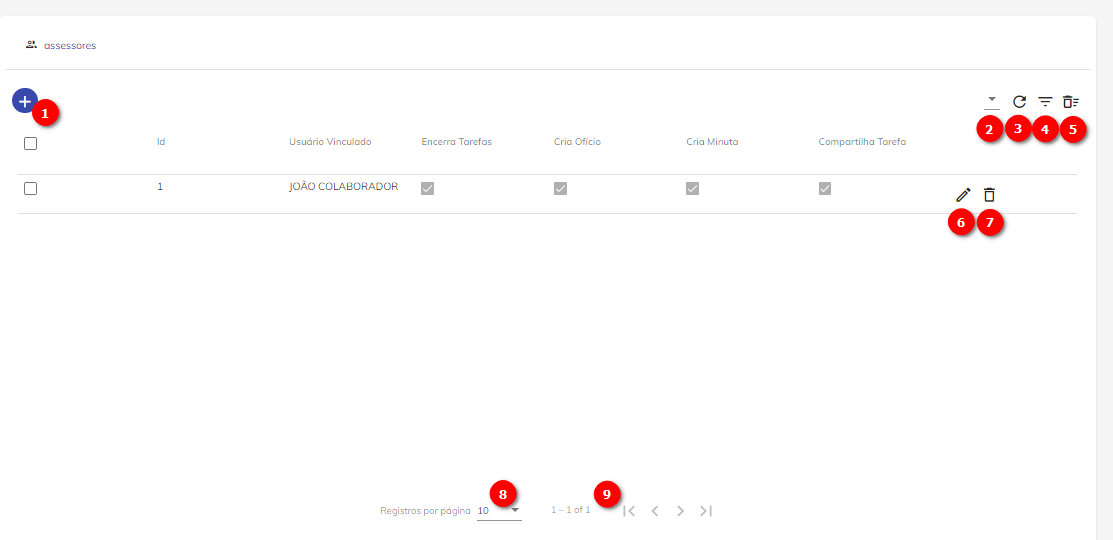 assessores
1
2 3 4 5
Id Usuário Vinculado Encerra Tarefas Cria Ofício Cria Minuta Compartilha Tarefa
1 JOÃO COLABORADOR
6 7
8 9
Registros por página 10 1 – 1 of 1